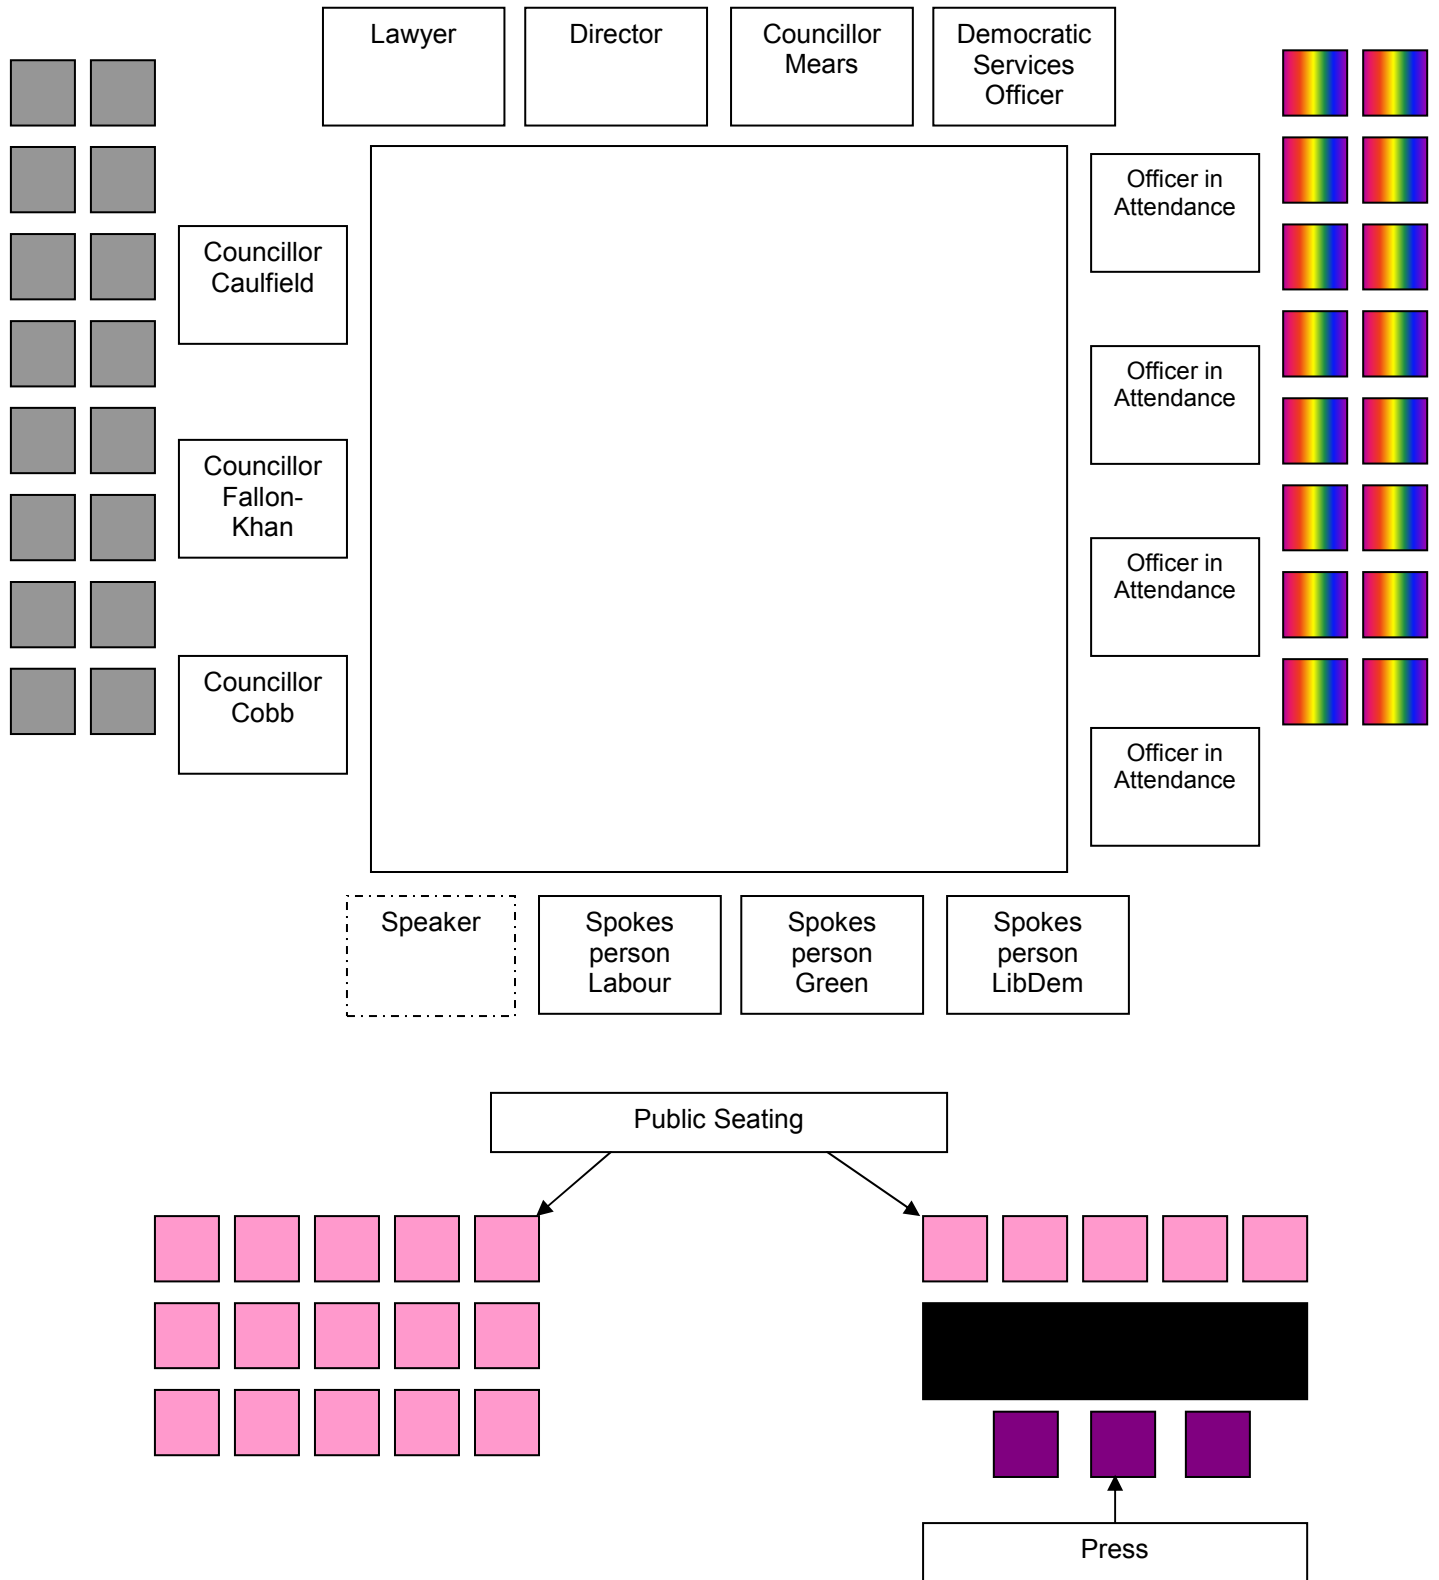 Lawyer
Director
Councillor
Mears
Democratic
Services
Officer
Officer in
Attendance
Councillor
Caulfield
Officer in
Attendance
Councillor
Fallon-
Khan
Officer in
Attendance
Councillor
Cobb
Officer in
Attendance
Speaker
Spokes
person
Labour
Spokes
person
Green
Spokes
person
LibDem
Public Seating
Press